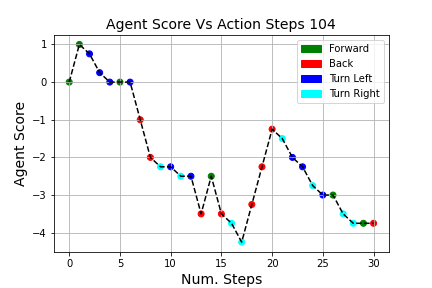 Agent Score Vs Action Steps 104
Forward
Back
Turn Left
Turn Right
Agent Score
1
0
−1
−2
−3
−4
0 5 10 15 20 25 30
Num. Steps